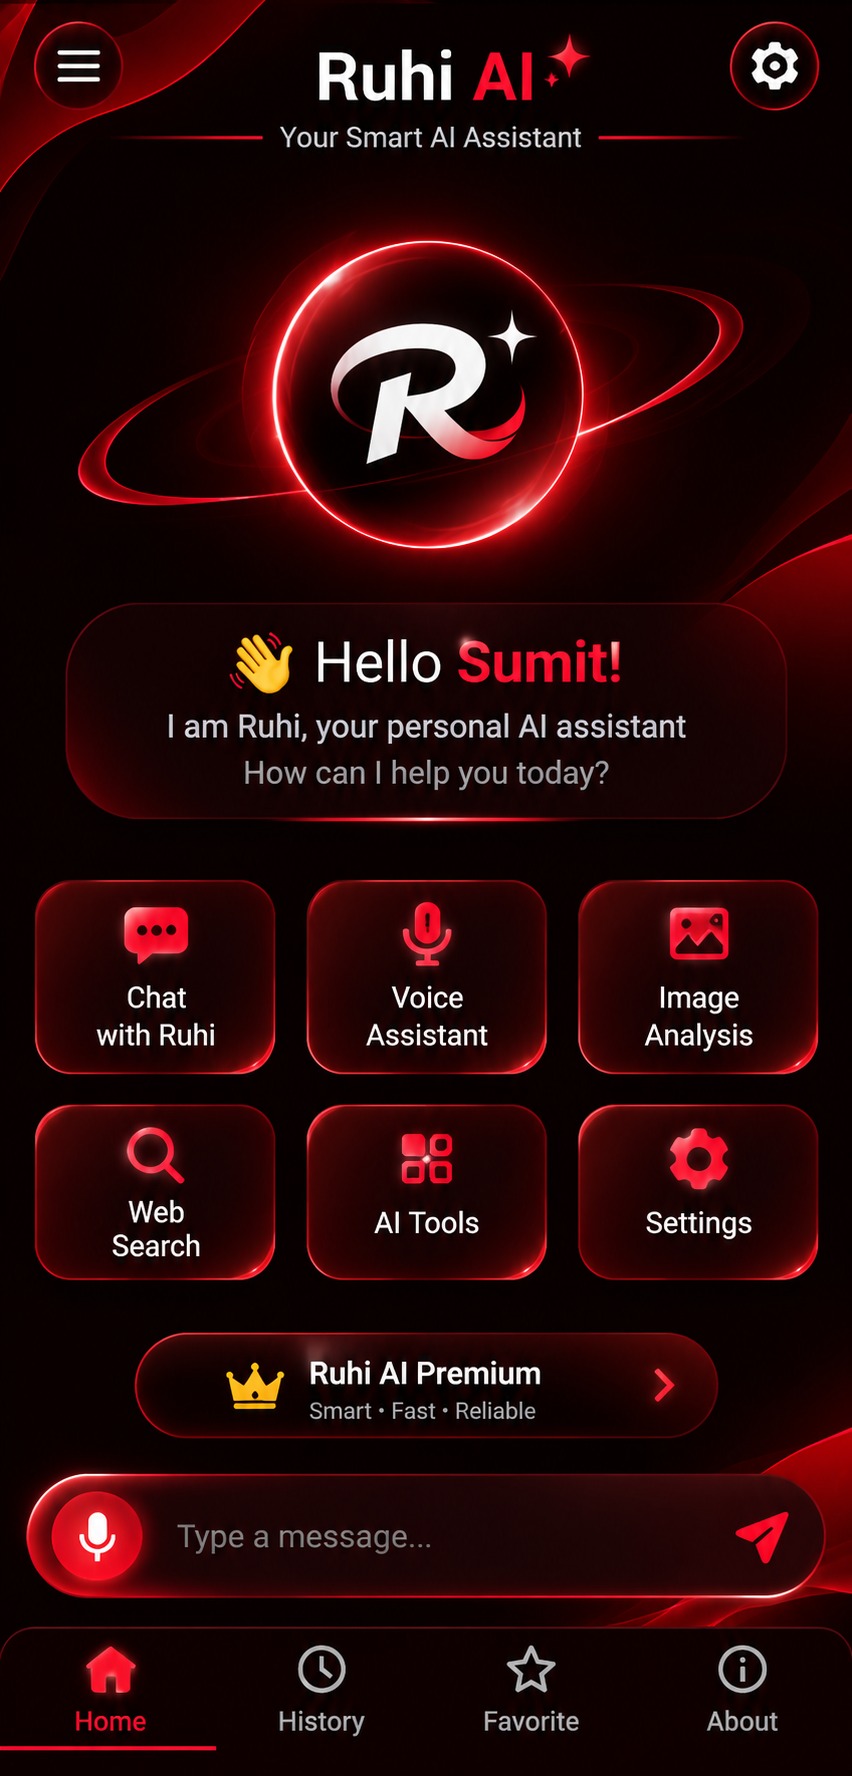 Ruhi AI
Your Smart AI Assistant
R
👋 Hello Sumit!
I am Ruhi, your personal AI assistant
How can I help you today?
Chat
with Ruhi
Voice
Assistant
Image
Analysis
Web
Search
AI Tools
Settings
Ruhi AI Premium
Smart • Fast • Reliable
Type a message...
Home
History
Favorite
About